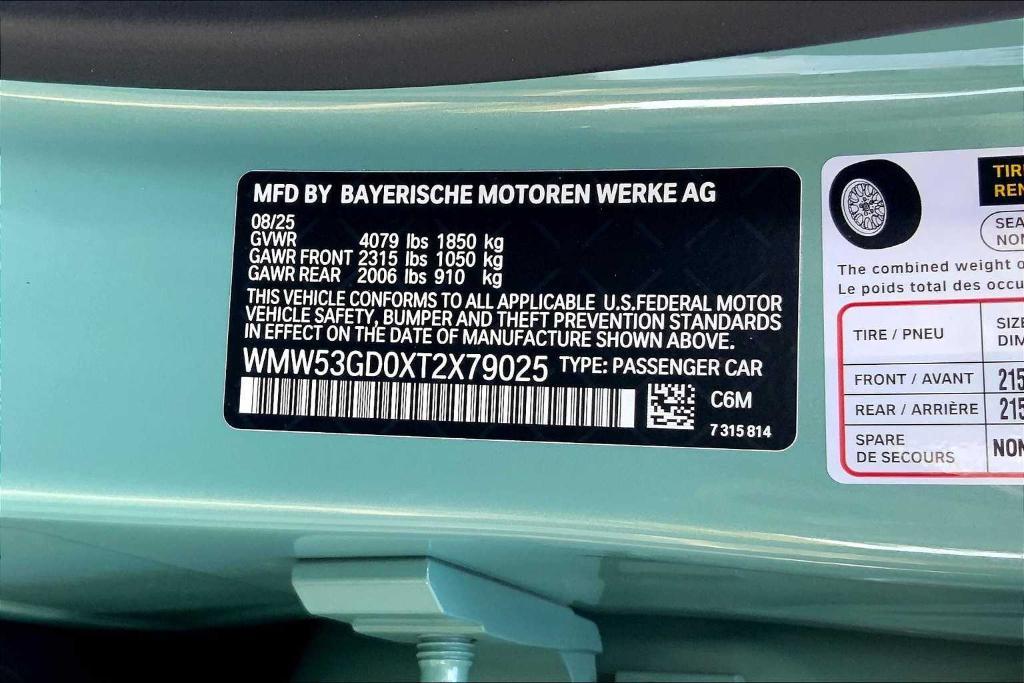 MFD BY BAYERISCHE MOTOREN WERKE AG
08/25
GVWR 4079 lbs 1850 kg
GAWR FRONT 2315 lbs 1050 kg
GAWR REAR 2006 lbs 910 kg
THIS VEHICLE CONFORMS TO ALL APPLICABLE U.S.FEDERAL MOTOR
VEHICLE SAFETY, BUMPER AND THEFT PREVENTION STANDARDS
IN EFFECT ON THE DATE OF MANUFACTURE SHOWN ABOVE.
WMW53GD0XT2X79025 TYPE: PASSENGER CAR
C6M
7 315 814
The combined weight
Le poids total des
TIRE / PNEU
FRONT / AVANT 215
REAR / ARRIÈRE 215
SPARE
DE SECOURS